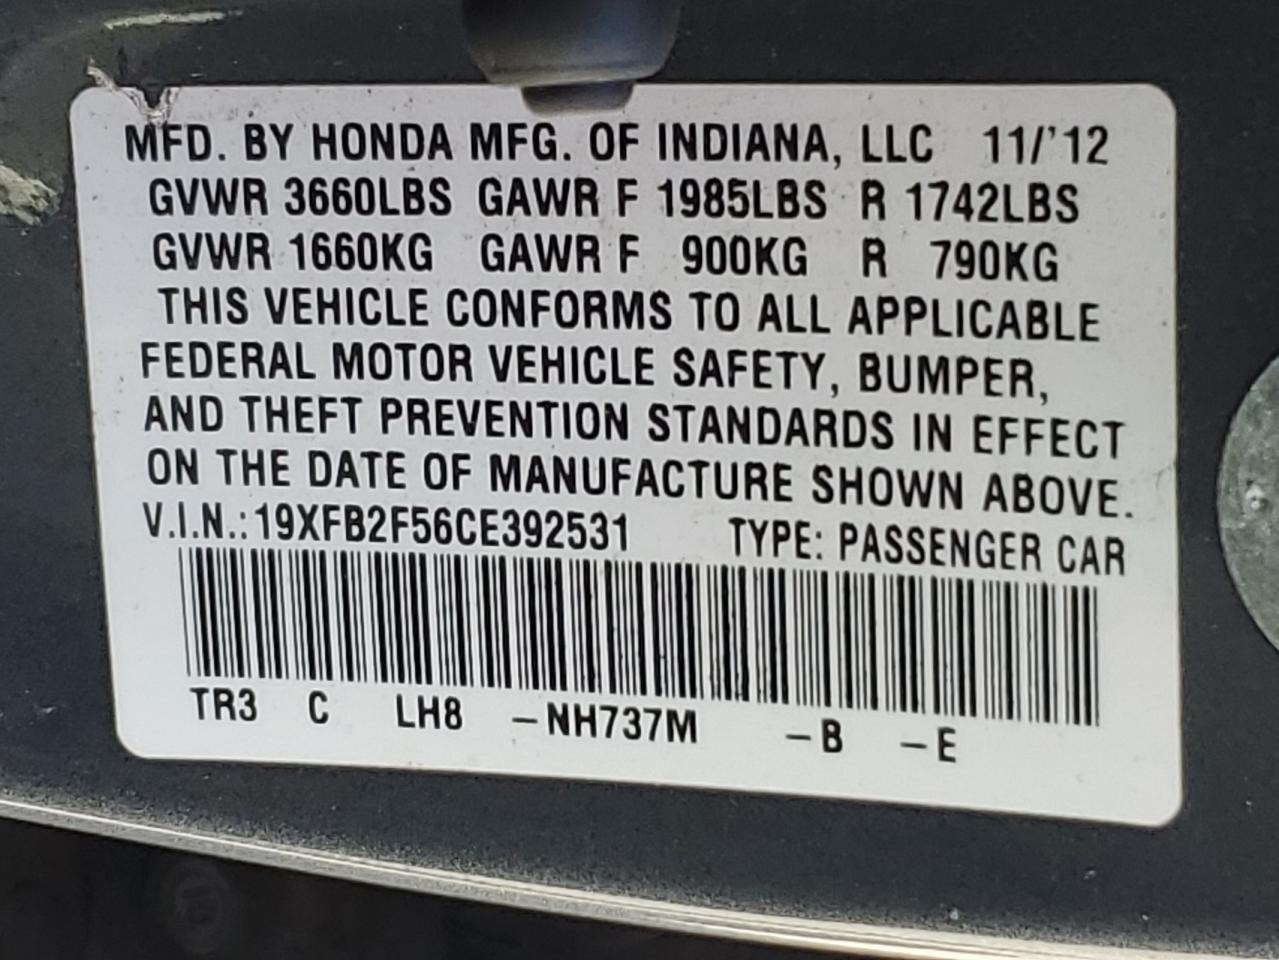 MFD. BY HONDA MFG. OF INDIANA, LLC 11/'12
GVWR 3660LBS GAWR F 1985LBS R 1742LBS
GVWR 1660KG GAWR F 900KG R 790KG
THIS VEHICLE CONFORMS TO ALL APPLICABLE
FEDERAL MOTOR VEHICLE SAFETY, BUMPER,
AND THEFT PREVENTION STANDARDS IN EFFECT
ON THE DATE OF MANUFACTURE SHOWN ABOVE.
V.I.N.: 19XFB2F56CE392531 TYPE: PASSENGER CAR
TR3 C LH8 -NH737M -B -E